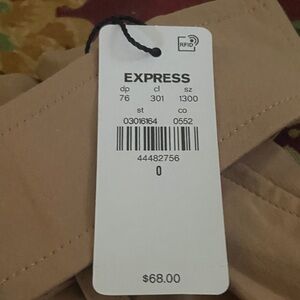 RFID
EXPRESS
dp cl sz
76 301 1300
st co
03016164 0552
44482756
0
$68.00